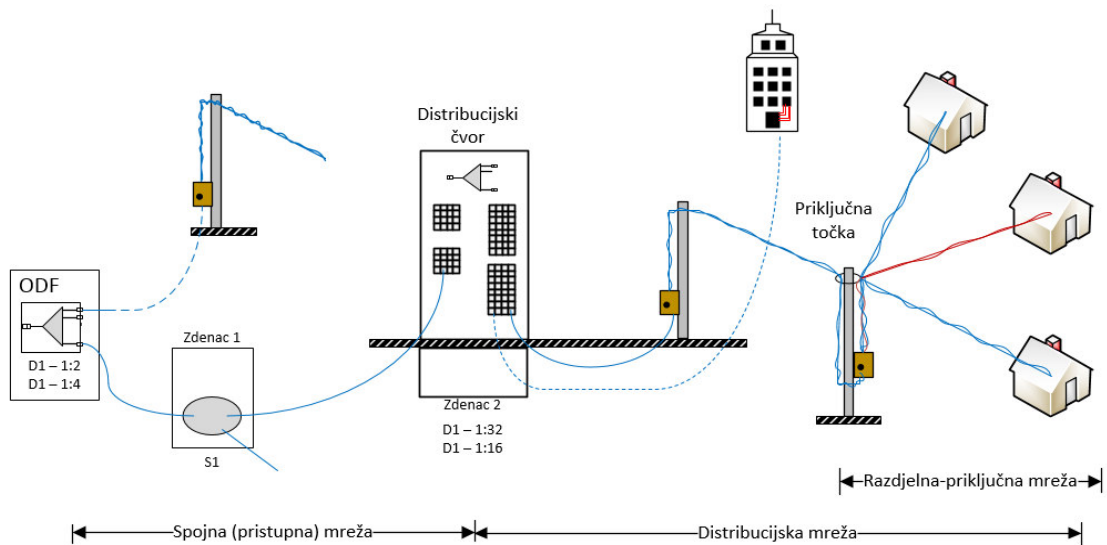 Distribucijski
čvor
Priključna
točka
ODF
D1 – 1:2
D1 – 1:4
Zdenac 1
S1
Zdenac 2
D1 – 1:32
D1 – 1:16
Razdjelna-priključna mreža
Spojna (pristupna) mreža
Distribucijska mreža